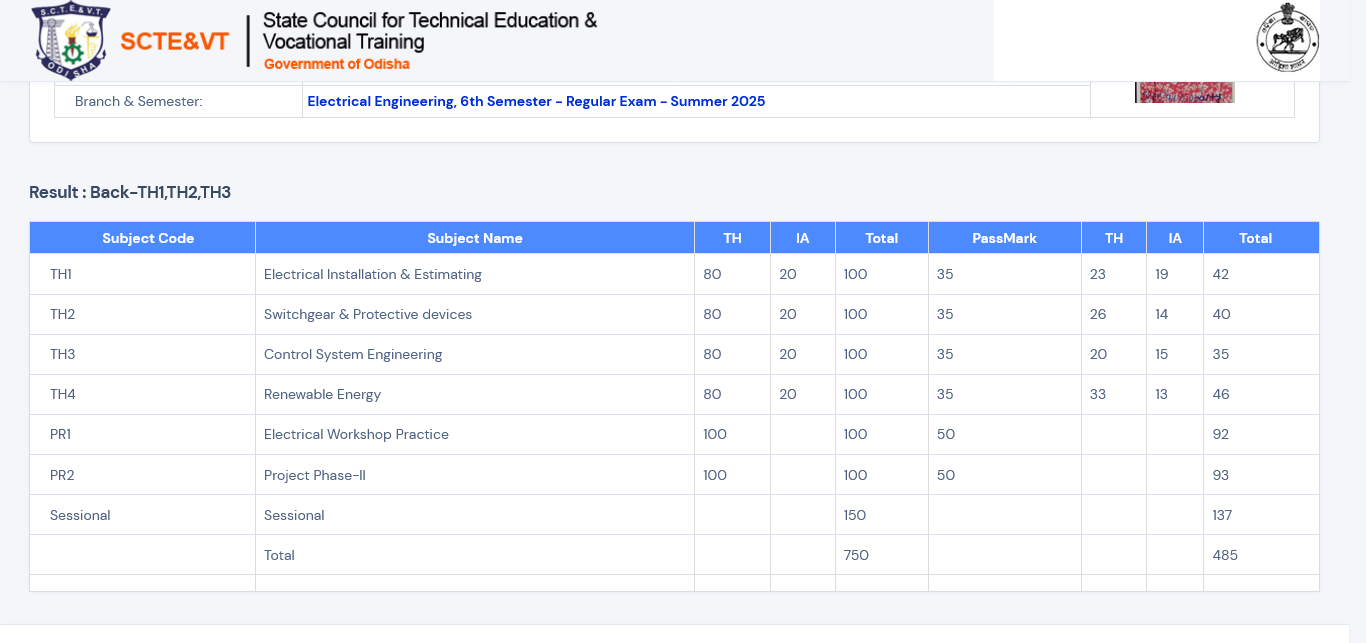 S.C.T.E.&V.T.
ODISHA
SCTE&VT
State Council for Technical Education &
Vocational Training
Government of Odisha
Branch & Semester: Electrical Engineering, 6th Semester - Regular Exam - Summer 2025
Result : Back-TH1,TH2,TH3
Subject Code Subject Name TH IA Total PassMark TH IA Total
TH1 Electrical Installation & Estimating 80 20 100 35 23 19 42
TH2 Switchgear & Protective devices 80 20 100 35 26 14 40
TH3 Control System Engineering 80 20 100 35 20 15 35
TH4 Renewable Energy 80 20 100 35 33 13 46
PR1 Electrical Workshop Practice 100 100 50 92
PR2 Project Phase-II 100 100 50 93
Sessional Sessional 150 137
Total 750 485